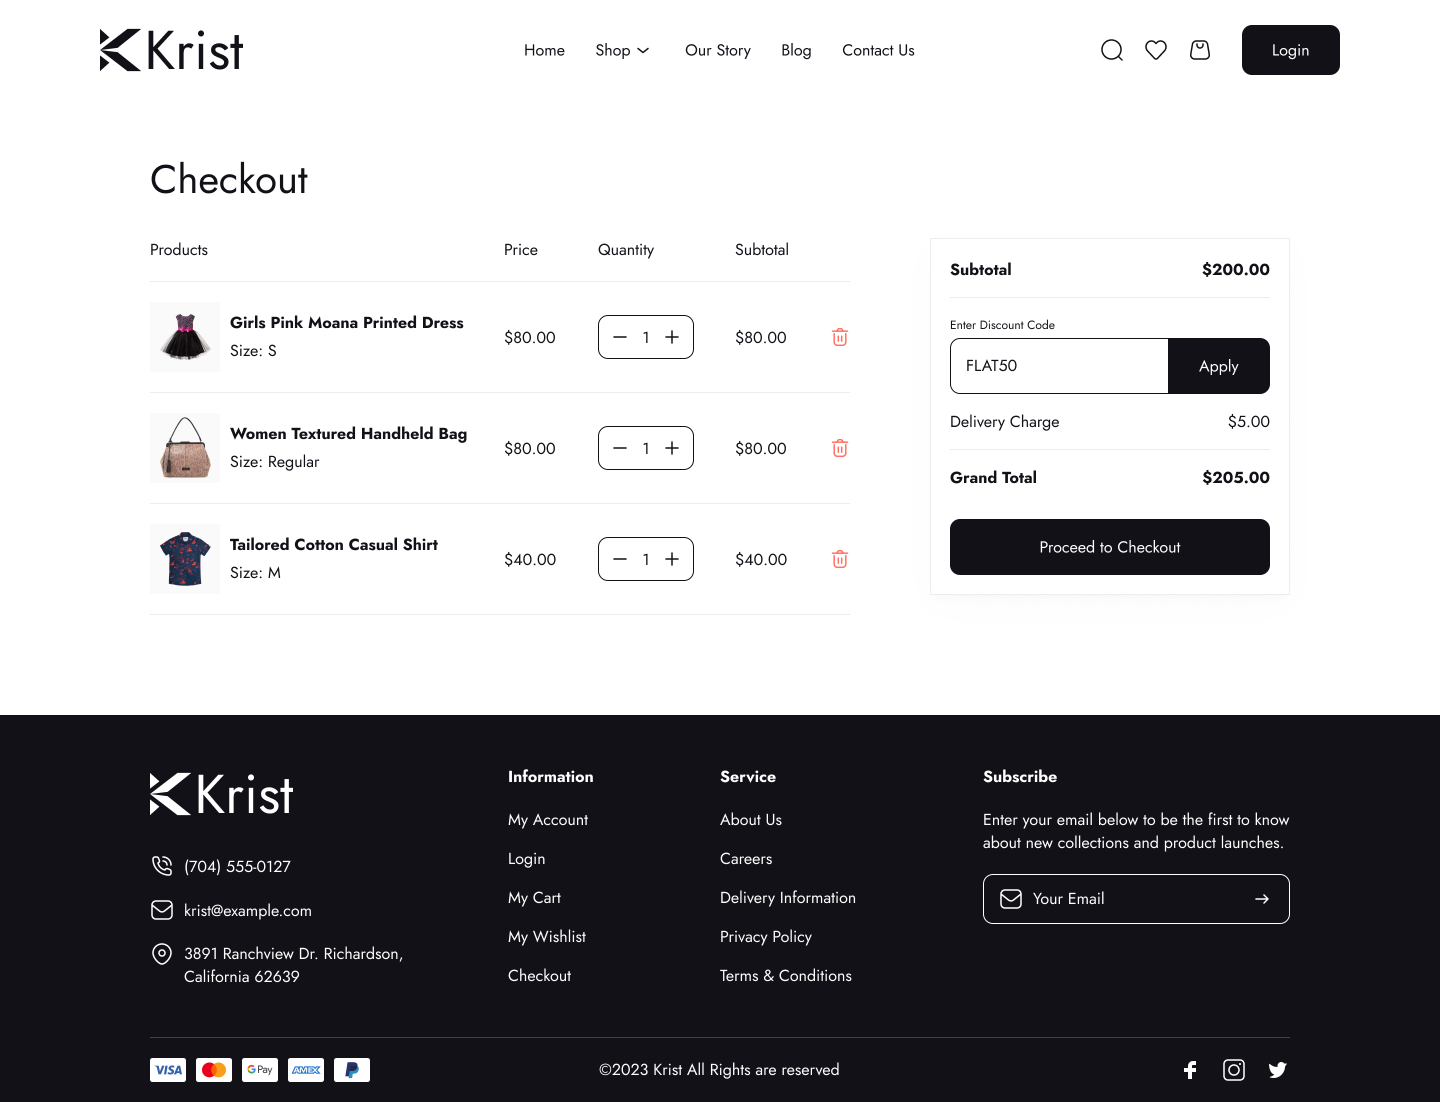 Krist
Home Shop Our Story Blog Contact Us
Login
Checkout
Products Price Quantity Subtotal
Girls Pink Moana Printed Dress
Size: S
$80.00 1 $80.00
Women Textured Handheld Bag
Size: Regular
$80.00 1 $80.00
Tailored Cotton Casual Shirt
Size: M
$40.00 1 $40.00
Subtotal $200.00
Enter Discount Code
FLAT50 Apply
Delivery Charge $5.00
Grand Total $205.00
Proceed to Checkout
Krist
(704) 555-0127
krist@example.com
3891 Ranchview Dr. Richardson,
California 62639
Information
My Account
Login
My Cart
My Wishlist
Checkout
Service
About Us
Careers
Delivery Information
Privacy Policy
Terms & Conditions
Subscribe
Enter your email below to be the first to know
about new collections and product launches.
Your Email
VISA G Pay AMEX
©2023 Krist All Rights are reserved